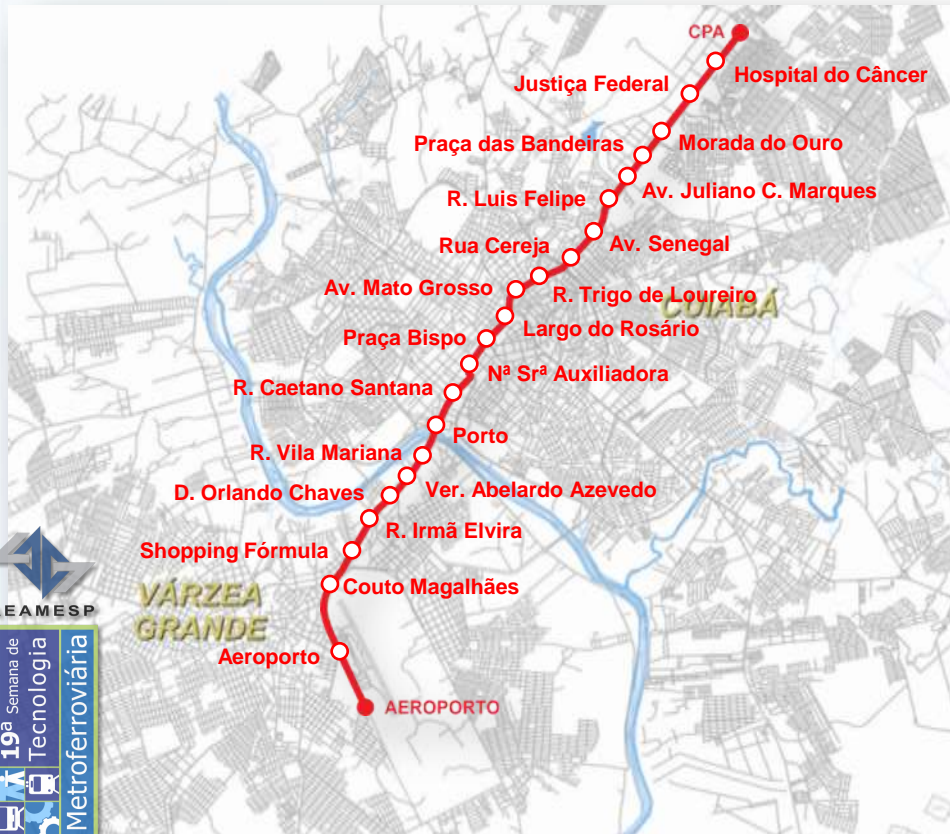 CPA
Hospital do Câncer
Justiça Federal
Morada do Ouro
Praça das Bandeiras
Av. Juliano C. Marques
R. Luis Felipe
Av. Senegal
Rua Cereja
R. Trigo de Loureiro
Av. Mato Grosso
CUIABÁ
Largo do Rosário
Praça Bispo
Nª Srª Auxiliadora
R. Caetano Santana
Porto
R. Vila Mariana
Ver. Abelardo Azevedo
D. Orlando Chaves
R. Irmã Elvira
Shopping Fórmula
Couto Magalhães
VÁRZEA
GRANDE
Aeroporto
AEROPORTO
EAMESP
19ª Semana de
Tecnologia
Metroferroviária